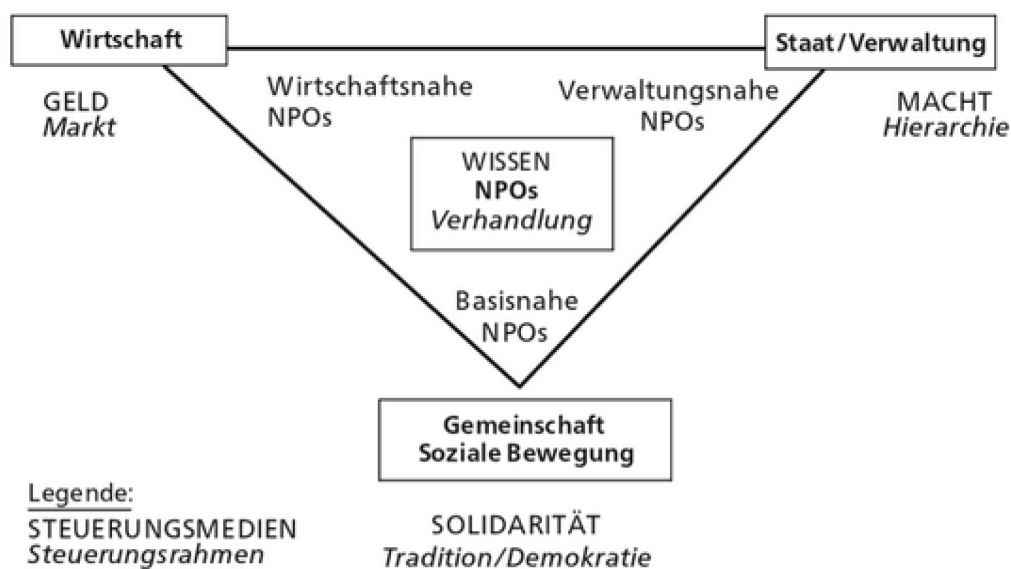 Wirtschaft
Staat/Verwaltung
GELD
Markt
Wirtschaftsnahe
NPOs
Verwaltungsnahe
NPOs
MACHT
Hierarchie
WISSEN
NPOs
Verhandlung
Basisnahe
NPOs
Gemeinschaft
Soziale Bewegung
Legende:
STEUERUNGSMEDIEN
Steuerungsrahmen
SOLIDARITÄT
Tradition/Demokratie